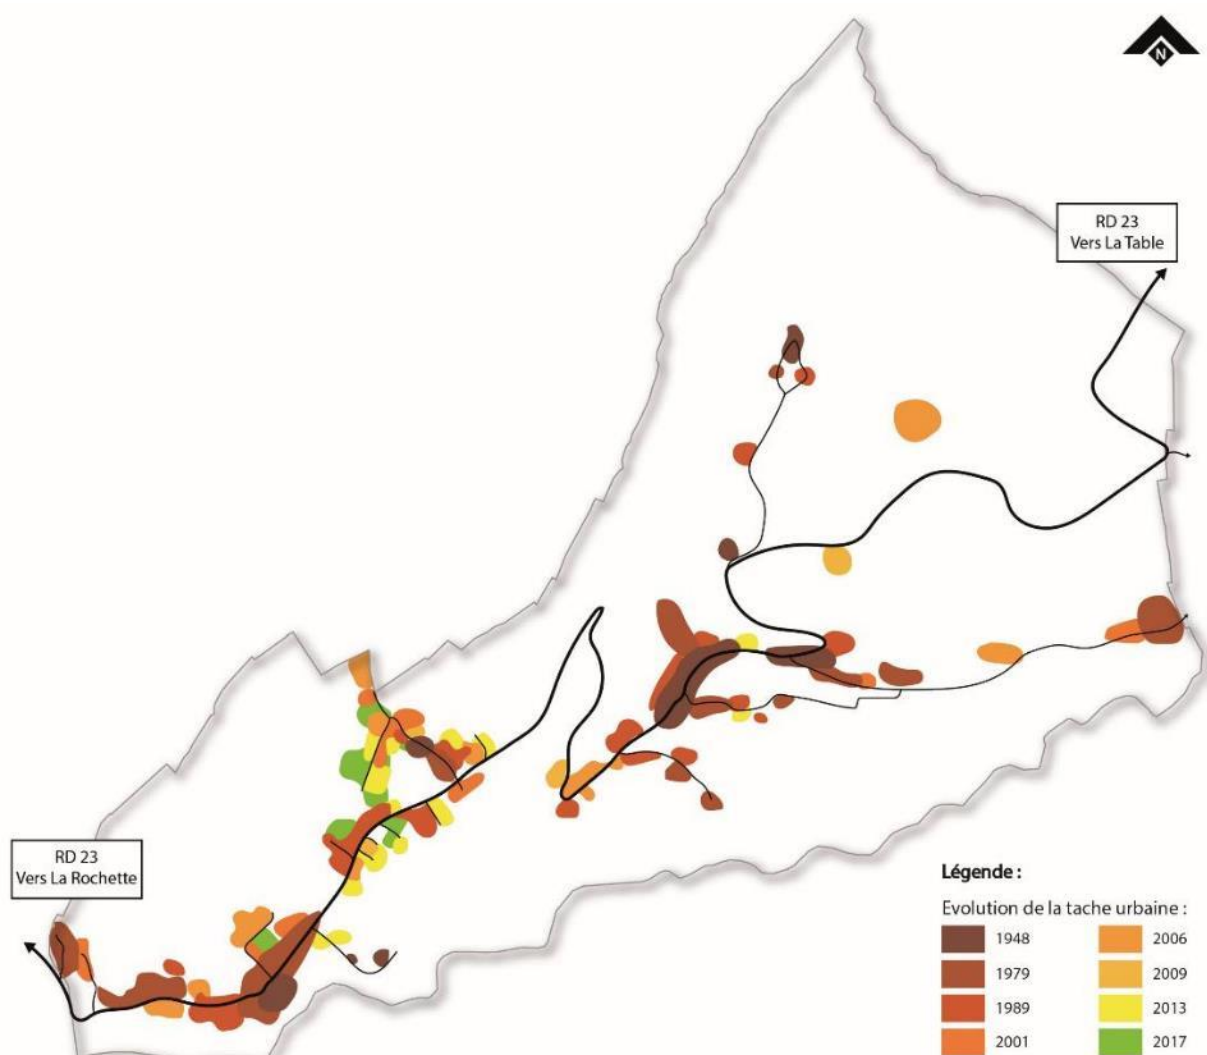 N
RD 23
Vers La Table
RD 23
Vers La Rochette
Légende :
Evolution de la tache urbaine :
1948
2006
1979
2009
1989
2013
2001
2017